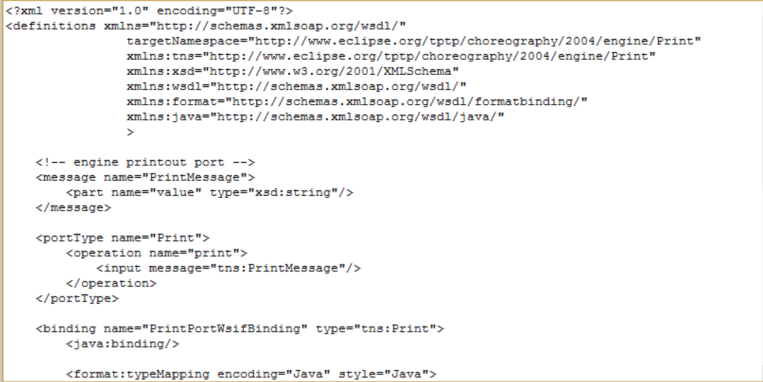 <?xml version="1.0" encoding="UTF-8"?>
<definitions xmlns="http://schemas.xmlsoap.org/wsdl/"
targetNamespace="http://www.eclipse.org/tptp/choreography/2004/engine/Print"
xmlns:tns="http://www.eclipse.org/tptp/choreography/2004/engine/Print"
xmlns:xsd="http://www.w3.org/2001/XMLSchema"
xmlns:wsdl="http://schemas.xmlsoap.org/wsdl/"
xmlns:format="http://schemas.xmlsoap.org/wsdl/formatbinding/"
xmlns:java="http://schemas.xmlsoap.org/wsdl/java/"
>
<!-- engine printout port -->
<message name="PrintMessage">
<part name="value" type="xsd:string"/>
</message>
<portType name="Print">
<operation name="print">
<input message="tns:PrintMessage"/>
</operation>
</portType>
<binding name="PrintPortWsifBinding" type="tns:Print">
<java:binding/>
<format:typeMapping encoding="Java" style="Java">